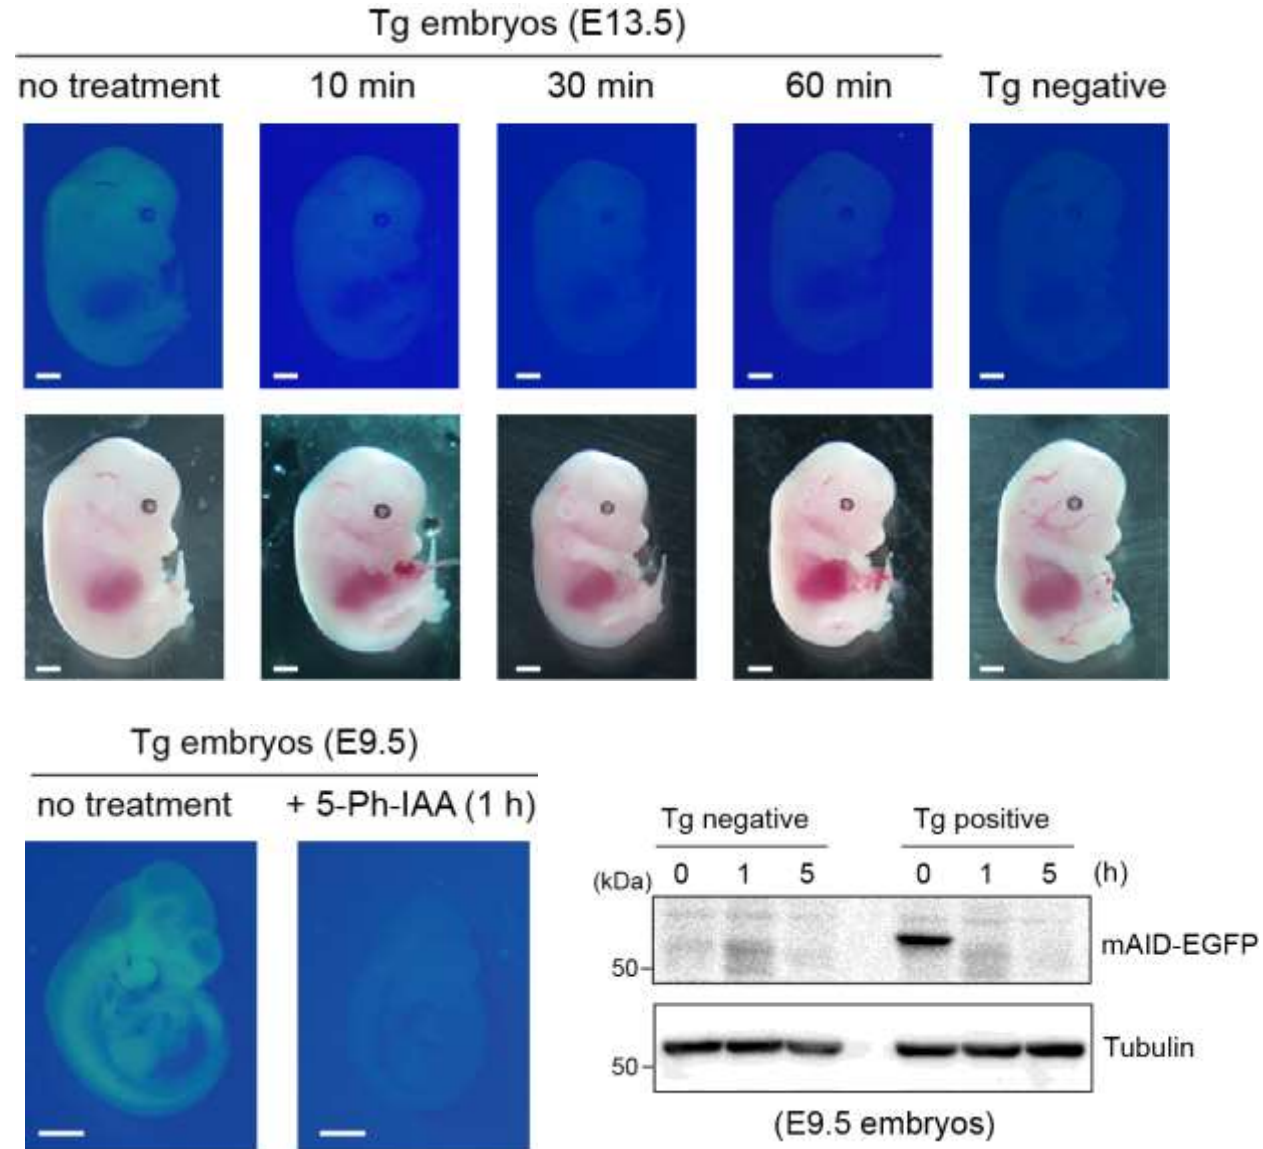 Tg embryos (E13.5)
no treatment 10 min 30 min 60 min Tg negative
Tg embryos (E9.5)
no treatment + 5-Ph-IAA (1 h)
Tg negative Tg positive
(kDa) 0 1 5 0 1 5 (h)
mAID-EGFP
50-
Tubulin
50-
(E9.5 embryos)